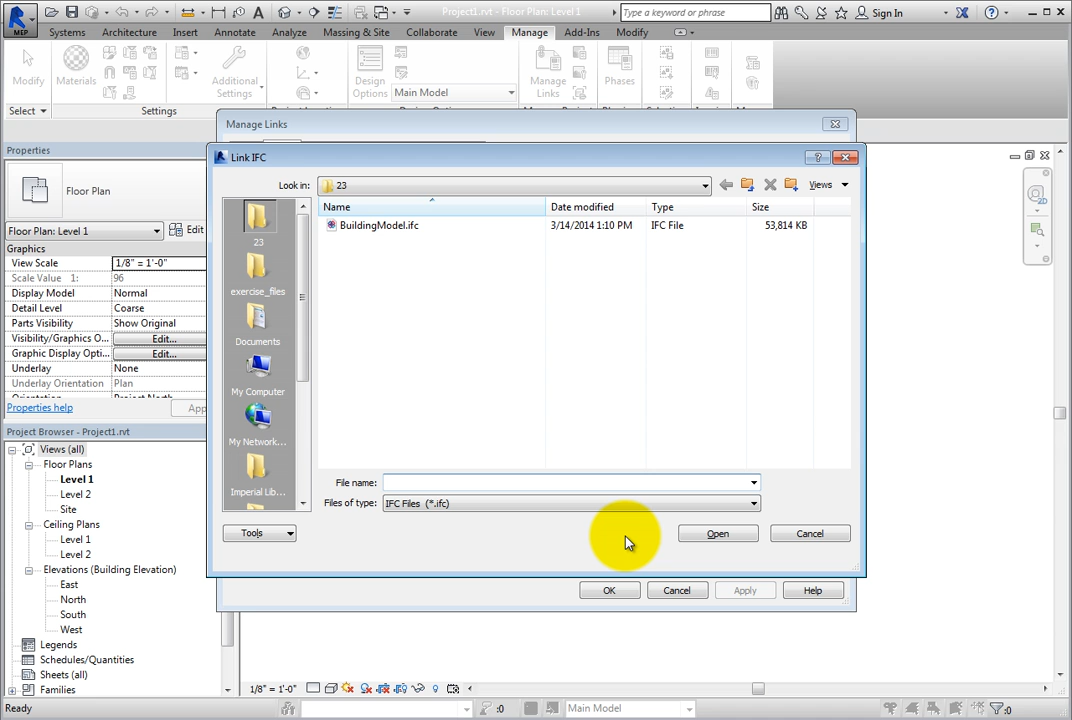 Project1.rvt - Floor Plan: Level 1
Type a keyword or phrase
Sign In
MEP
Systems
Architecture
Insert
Annotate
Analyze
Massing & Site
Collaborate
View
Manage
Add-Ins
Modify
Modify
Materials
Additional
Settings
Design
Options
Main Model
Manage
Links
Phases
Select
Settings
Manage Links
Properties
Floor Plan
Floor Plan: Level 1
Edit
Graphics
View Scale
1/8" = 1'-0"
Scale Value 1:
96
Display Model
Normal
Detail Level
Coarse
Parts Visibility
Show Original
Visibility/Graphics O...
Edit...
Graphic Display Opti...
Edit...
Underlay
None
Underlay Orientation
Plan
Properties help
App
Link IFC
Look in:
23
Views
Name
Date modified
Type
Size
BuildingModel.ifc
3/14/2014 1:10 PM
IFC File
53,814 KB
23
exercise_files
Documents
My Computer
My Network...
Imperial Lib...
File name:
Files of type:
IFC Files (*.ifc)
Tools
Open
Cancel
OK
Cancel
Apply
Help
Project Browser - Project1.rvt
Views (all)
Floor Plans
Level 1
Level 2
Site
Ceiling Plans
Level 1
Level 2
Elevations (Building Elevation)
East
North
South
West
Legends
Schedules/Quantities
Sheets (all)
Families
1/8" = 1'-0"
Ready
:0
Main Model
:0